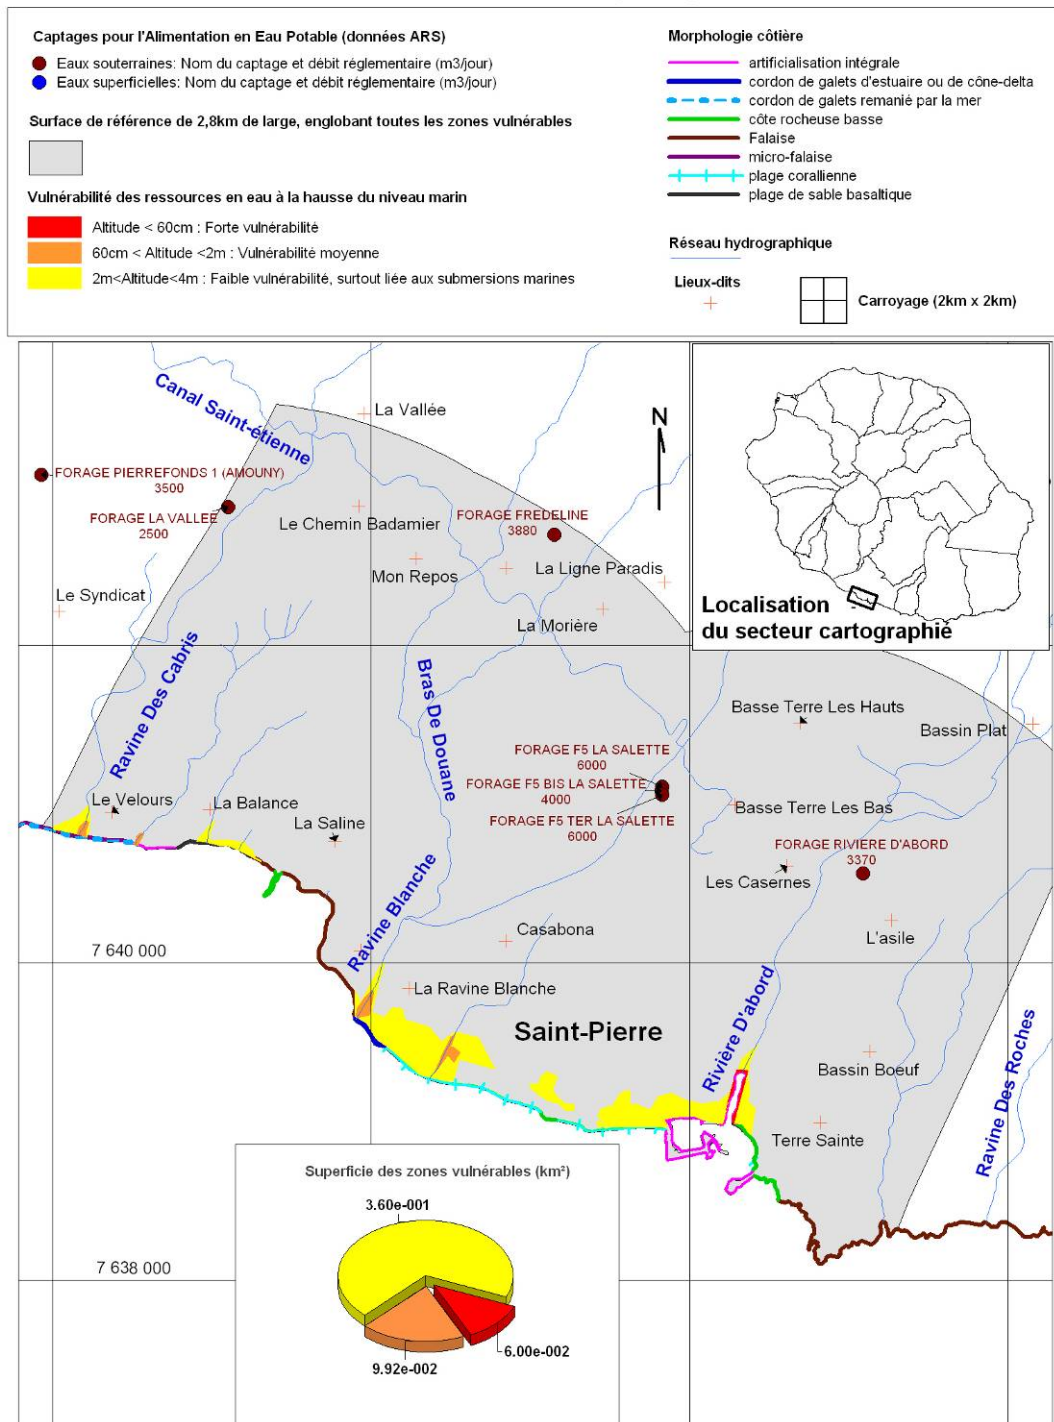 Captages pour l'Alimentation en Eau Potable (données ARS)
Eaux souterraines: Nom du captage et débit réglementaire (m3/jour)
Eaux superficielles: Nom du captage et débit réglementaire (m3/jour)
Surface de référence de 2,8km de large, englobant toutes les zones vulnérables
Vulnérabilité des ressources en eau à la hausse du niveau marin
Altitude < 60cm : Forte vulnérabilité
60cm < Altitude <2m : Vulnérabilité moyenne
2m<Altitude<4m : Faible vulnérabilité, surtout liée aux submersions marines
Morphologie côtière
artificialisation intégrale
cordon de galets d'estuaire ou de cône-delta
cordon de galets remanié par la mer
côte rocheuse basse
Falaise
micro-falaise
plage corallienne
plage de sable basaltique
Réseau hydrographique
Lieux-dits
Carroyage (2km x 2km)
Canal Saint-étienne
La Vallée
N
FORAGE PIERREFONDS 1 (AMOUNY)
3500
FORAGE LA VALLEE
2500
Le Chemin Badamier
FORAGE FREDELINE
3880
Mon Repos
La Ligne Paradis
Le Syndicat
La Morière
Localisation
du secteur cartographié
Ravine Des Cabris
Bras De Douane
Basse Terre Les Hauts
Bassin Plat
FORAGE F5 LA SALETTE
6000
FORAGE F5 BIS LA SALETTE
4000
FORAGE F5 TER LA SALETTE
6000
Le Velours
La Balance
La Saline
Basse Terre Les Bas
FORAGE RIVIERE D'ABORD
3370
Les Casernes
Ravine Blanche
Casabona
L'asile
7 640 000
La Ravine Blanche
Saint-Pierre
Rivière D'abord
Bassin Boeuf
Ravine Des Roches
Terre Sainte
7 638 000
Superficie des zones vulnérables (km²)
3.60e-001
6.00e-002
9.92e-002